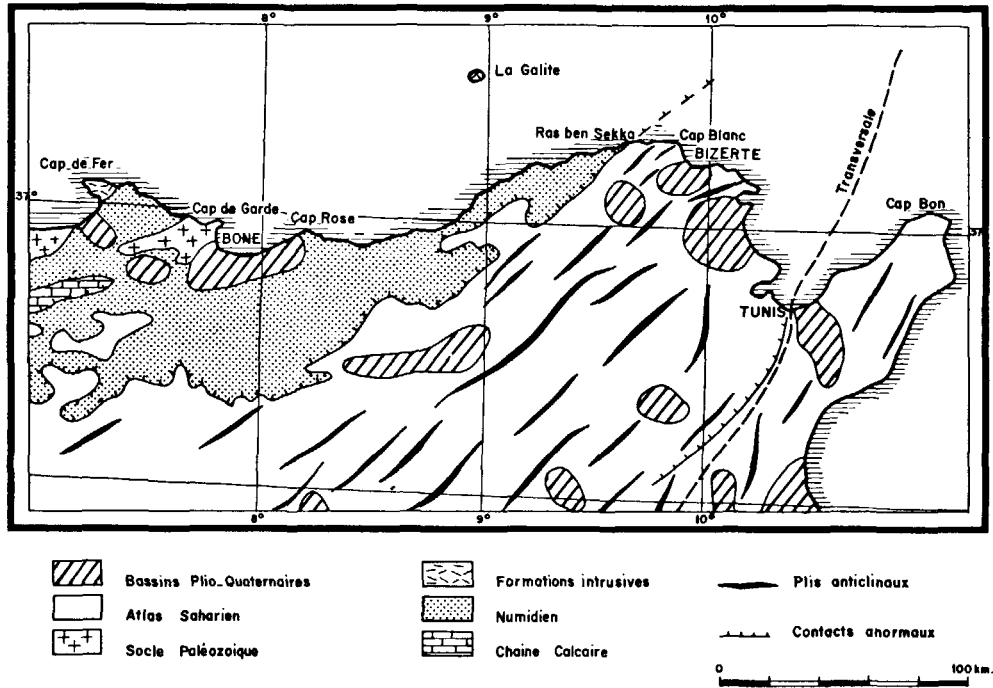 8° 9° 10°
La Galite
Ras ben Sekka Cap Blanc
BIZERTE
Transversale
Cap de Fer
37°
Cap de Garde
Cap Rose
Cap Bon
BONE
37
TUNIS
8° 9° 10°
Bassins Plio-Quaternaires
Atlas Saharien
Socle Paléozoique
Formations intrusives
Numidien
Chaine Calcaire
Plis anticlinaux
Contacts anormaux
0 100 km.